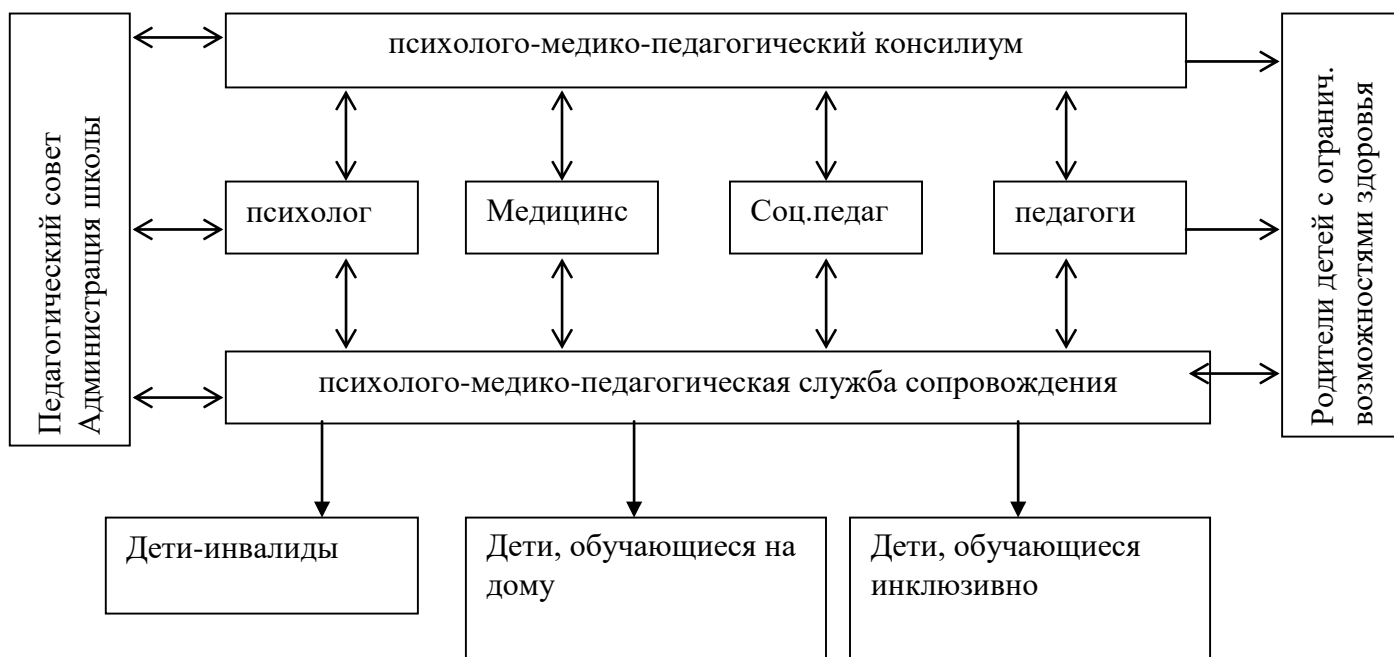 психолого-медико-педагогический консилиум
Педагогический совет
Администрация школы
Родители детей с огранич.
возможностями здоровья
психолог
Медицинс
Соц.педаг
педагоги
психолого-медико-педагогическая служба сопровождения
Дети-инвалиды
Дети, обучающиеся на
дому
Дети, обучающиеся
инклюзивно